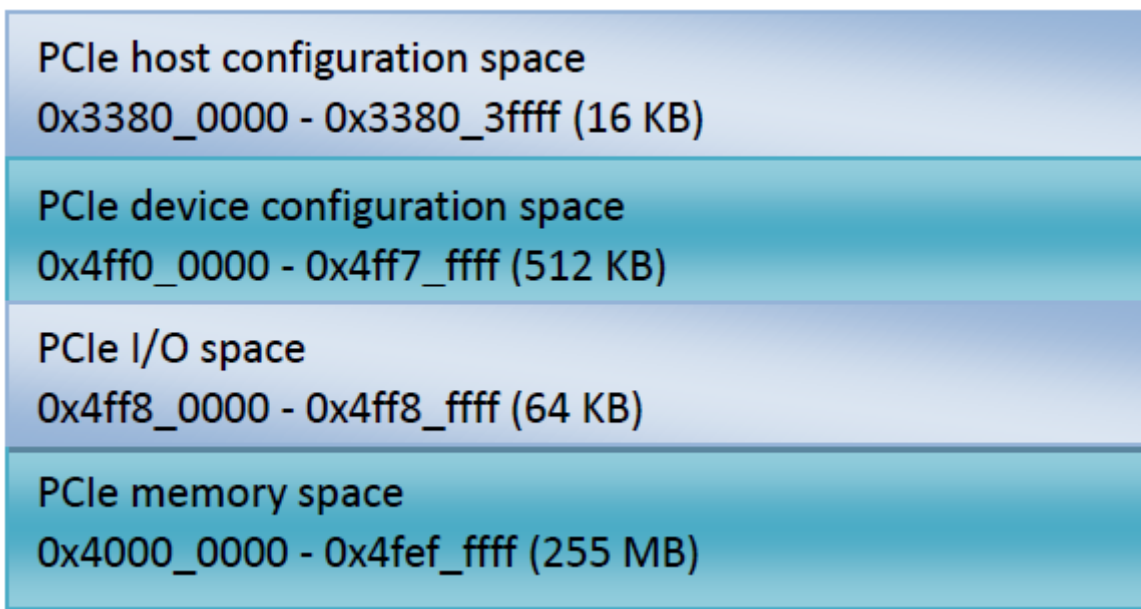 PCIe host configuration space
0x3380_0000 - 0x3380_3ffff (16 KB)
PCIe device configuration space
0x4ff0_0000 - 0x4ff7_ffff (512 KB)
PCIe I/O space
0x4ff8_0000 - 0x4ff8_ffff (64 KB)
PCIe memory space
0x4000_0000 - 0x4fef_ffff (255 MB)